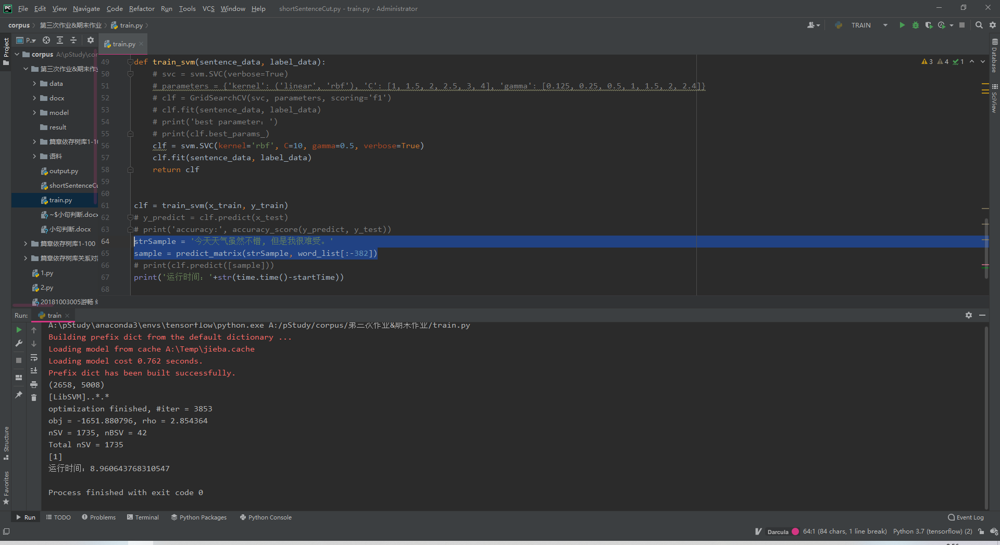 PC File Edit View Navigate Code Refactor Run Tools VCS Window Help shortSentenceCut.py - train.py - Administrator
corpus 第三次作业&期末作业 train.py TRAIN
Project P.. train.py
corpus A:\pStudy\cor
第三次作业&期末作业
data
docx
model
result
篇章依存树库1-10
语料
output.py
shortSentenceCu
train.py
~$小句判断.docx
小句判断.docx
篇章依存树库1-100
篇章依存树库关系对
1.py
2.py
20181003005游畅
49 def train_svm(sentence_data, label_data):
50 # svc = svm.SVC(verbose=True)
51 # parameters = {'kernel': ('linear', 'rbf'), 'C': [1, 1.5, 2, 2.5, 3, 4], 'gamma': [0.125, 0.25, 0.5, 1, 1.5, 2, 2.4]}
52 # clf = GridSearchCV(svc, parameters, scoring='f1')
53 # clf.fit(sentence_data, label_data)
54 # print('best parameter：')
55 # print(clf.best_params_)
56 clf = svm.SVC(kernel='rbf', C=10, gamma=0.5, verbose=True)
57 clf.fit(sentence_data, label_data)
58 return clf
59
60
61 clf = train_svm(x_train, y_train)
62 # y_predict = clf.predict(x_test)
63 # print('accuracy:', accuracy_score(y_predict, y_test))
64 strSample = '今天天气虽然不错, 但是我很难受。'
65 sample = predict_matrix(strSample, word_list[:-382])
66 # print(clf.predict([sample]))
67 print('运行时间：'+str(time.time()-startTime))
68
3 4 1
Database
SciView
Run: train
A:\pStudy\anaconda3\envs\tensorflow\python.exe A:/pStudy/corpus/第三次作业&期末作业/train.py
Building prefix dict from the default dictionary ...
Loading model from cache A:\Temp\jieba.cache
Loading model cost 0.762 seconds.
Prefix dict has been built successfully.
(2658, 5008)
[LibSVM]..*.*
optimization finished, #iter = 3853
obj = -1651.880796, rho = 2.854364
nSV = 1735, nBSV = 42
Total nSV = 1735
[1]
运行时间：8.960643768310547
Process finished with exit code 0
Structure
Favorites
Run TODO Problems Terminal Python Packages Python Console Event Log
Darcula 64:1 (84 chars, 1 line break) Python 3.7 (tensorflow) (2)